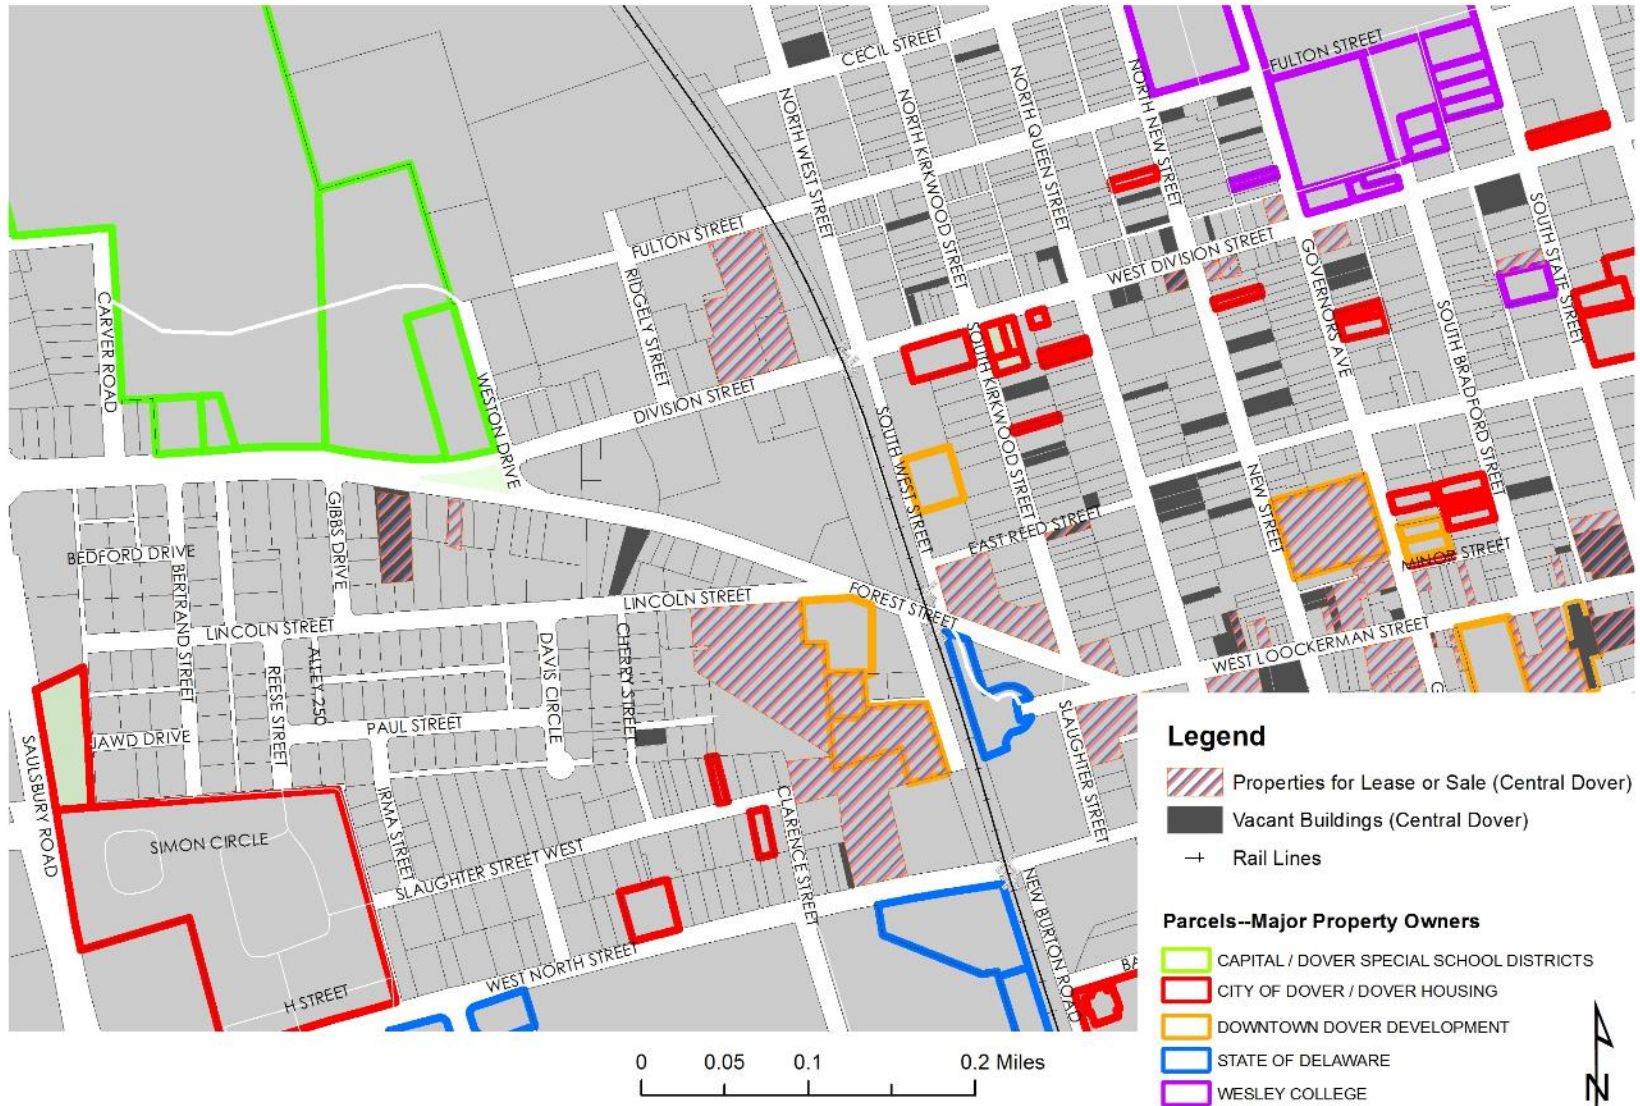 CECIL STREET
FULTON STREET
NORTH WEST STREET
NORTH KIRKWOOD STREET
NORTH QUEEN STREET
NORTH NEW STREET
FULTON STREET
RIDGELY STREET
WEST DIVISION STREET
GOVERNORS AVE
SOUTH BRADFORD STREET
SOUTH STATE STREET
CARVER ROAD
WESTON DRIVE
DIVISION STREET
SOUTH WEST STREET
SOUTH KIRKWOOD STREET
NEW STREET
EAST REED STREET
MINOR STREET
BEDFORD DRIVE
BERTRAND STREET
GIBBS DRIVE
LINCOLN STREET
FOREST STREET
LINCOLN STREET
WEST LOOCKERMAN STREET
G
REESE STREET
ALLEY 250
DAVIS CIRCLE
CHERRY STREET
PAUL STREET
JAWD DRIVE
SLAUGHTER STREET
SAULSBURY ROAD
IRMA STREET
CLARENCE STREET
SIMON CIRCLE
SLAUGHTER STREET WEST
NEW BURTON ROAD
WEST NORTH STREET
H STREET
BA
Legend
Properties for Lease or Sale (Central Dover)
Vacant Buildings (Central Dover)
Rail Lines
Parcels--Major Property Owners
CAPITAL / DOVER SPECIAL SCHOOL DISTRICTS
CITY OF DOVER / DOVER HOUSING
DOWNTOWN DOVER DEVELOPMENT
STATE OF DELAWARE
WESLEY COLLEGE
0 0.05 0.1 0.2 Miles
N